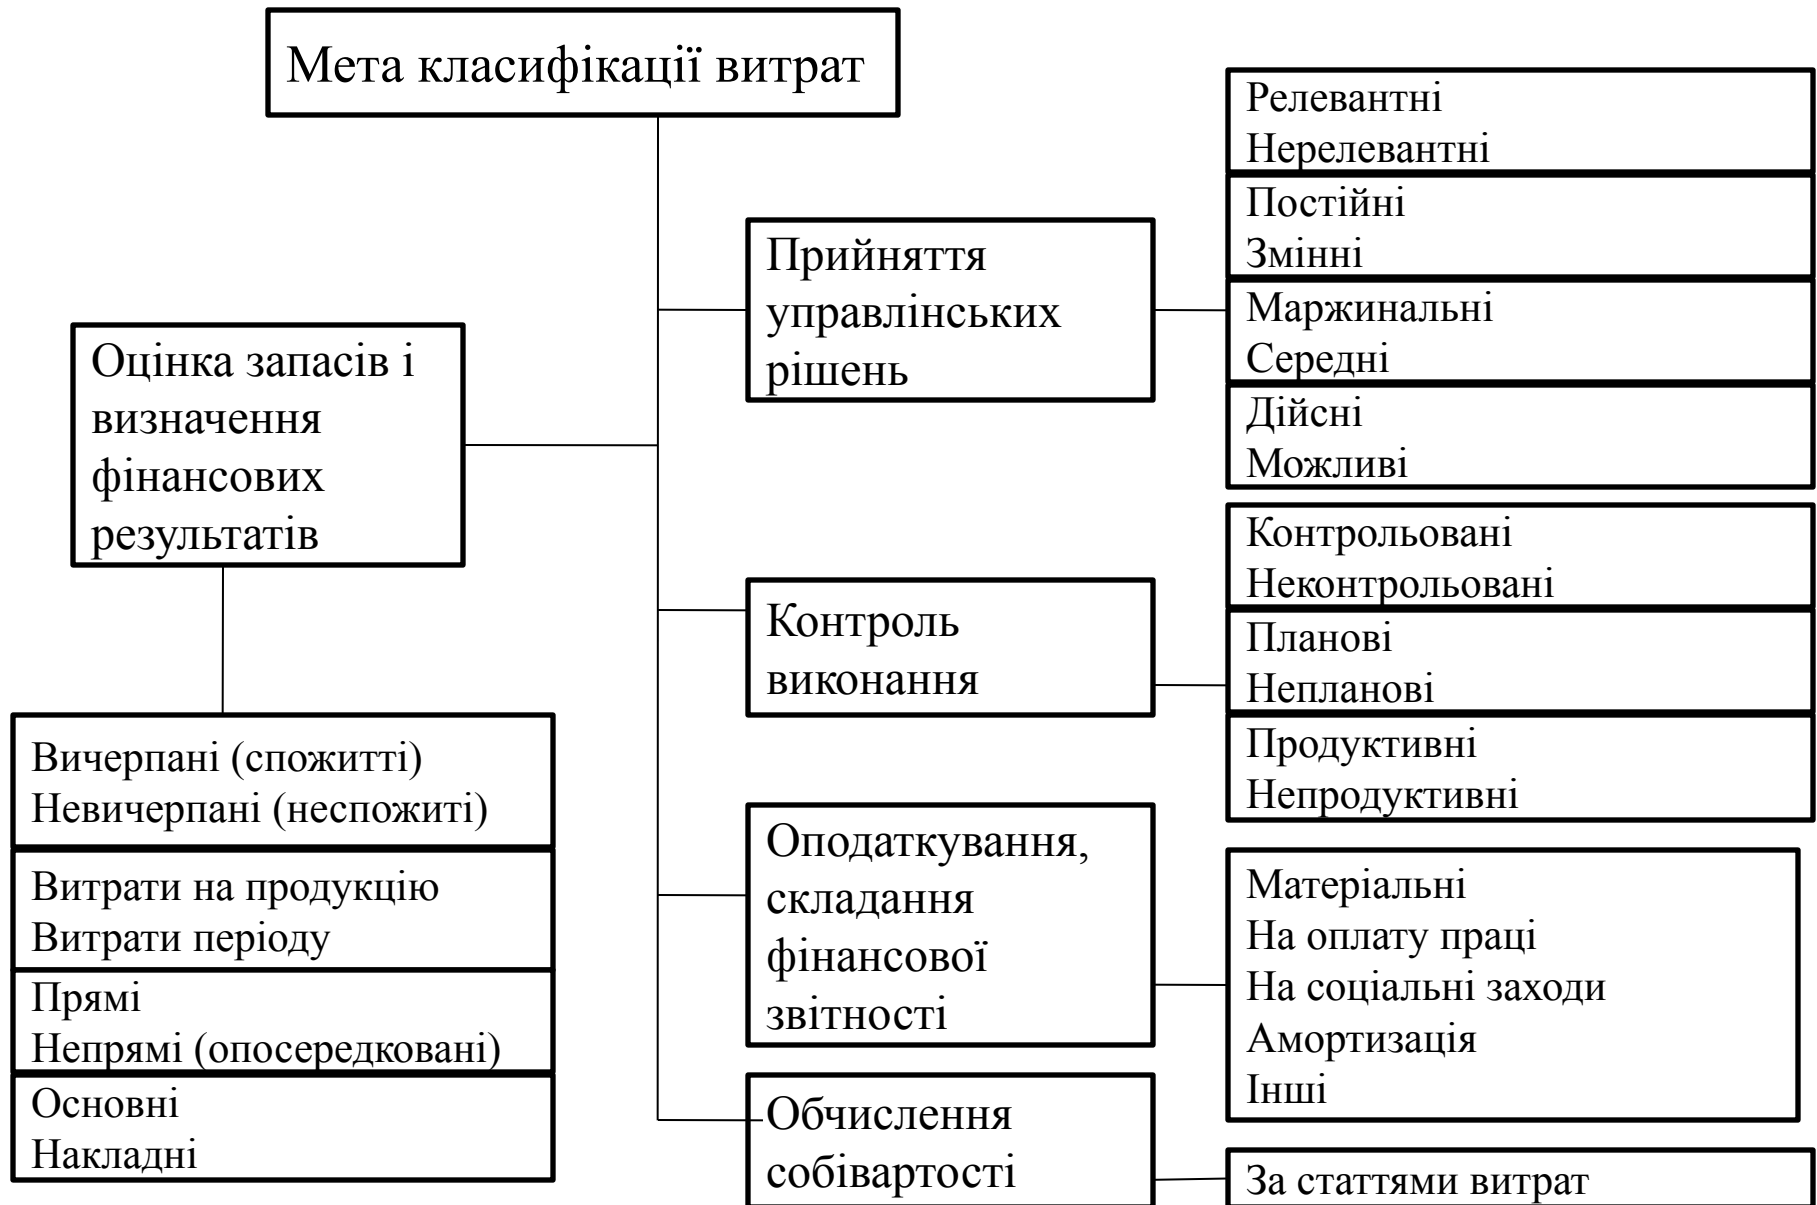 Мета класифікації витрат
Оцінка запасів і
визначення
фінансових
результатів
Вичерпані (спожитті)
Невичерпані (неспожиті)
Витрати на продукцію
Витрати періоду
Прямі
Непрямі (опосередковані)
Основні
Накладні
Прийняття
управлінських
рішень
Релевантні
Нерелевантні
Постійні
Змінні
Маржинальні
Середні
Дійсні
Можливі
Контроль
виконання
Контрольовані
Неконтрольовані
Планові
Непланові
Продуктивні
Непродуктивні
Оподаткування,
складання
фінансової
звітності
Матеріальні
На оплату праці
На соціальні заходи
Амортизація
Інші
Обчислення
собівартості
За статтями витрат